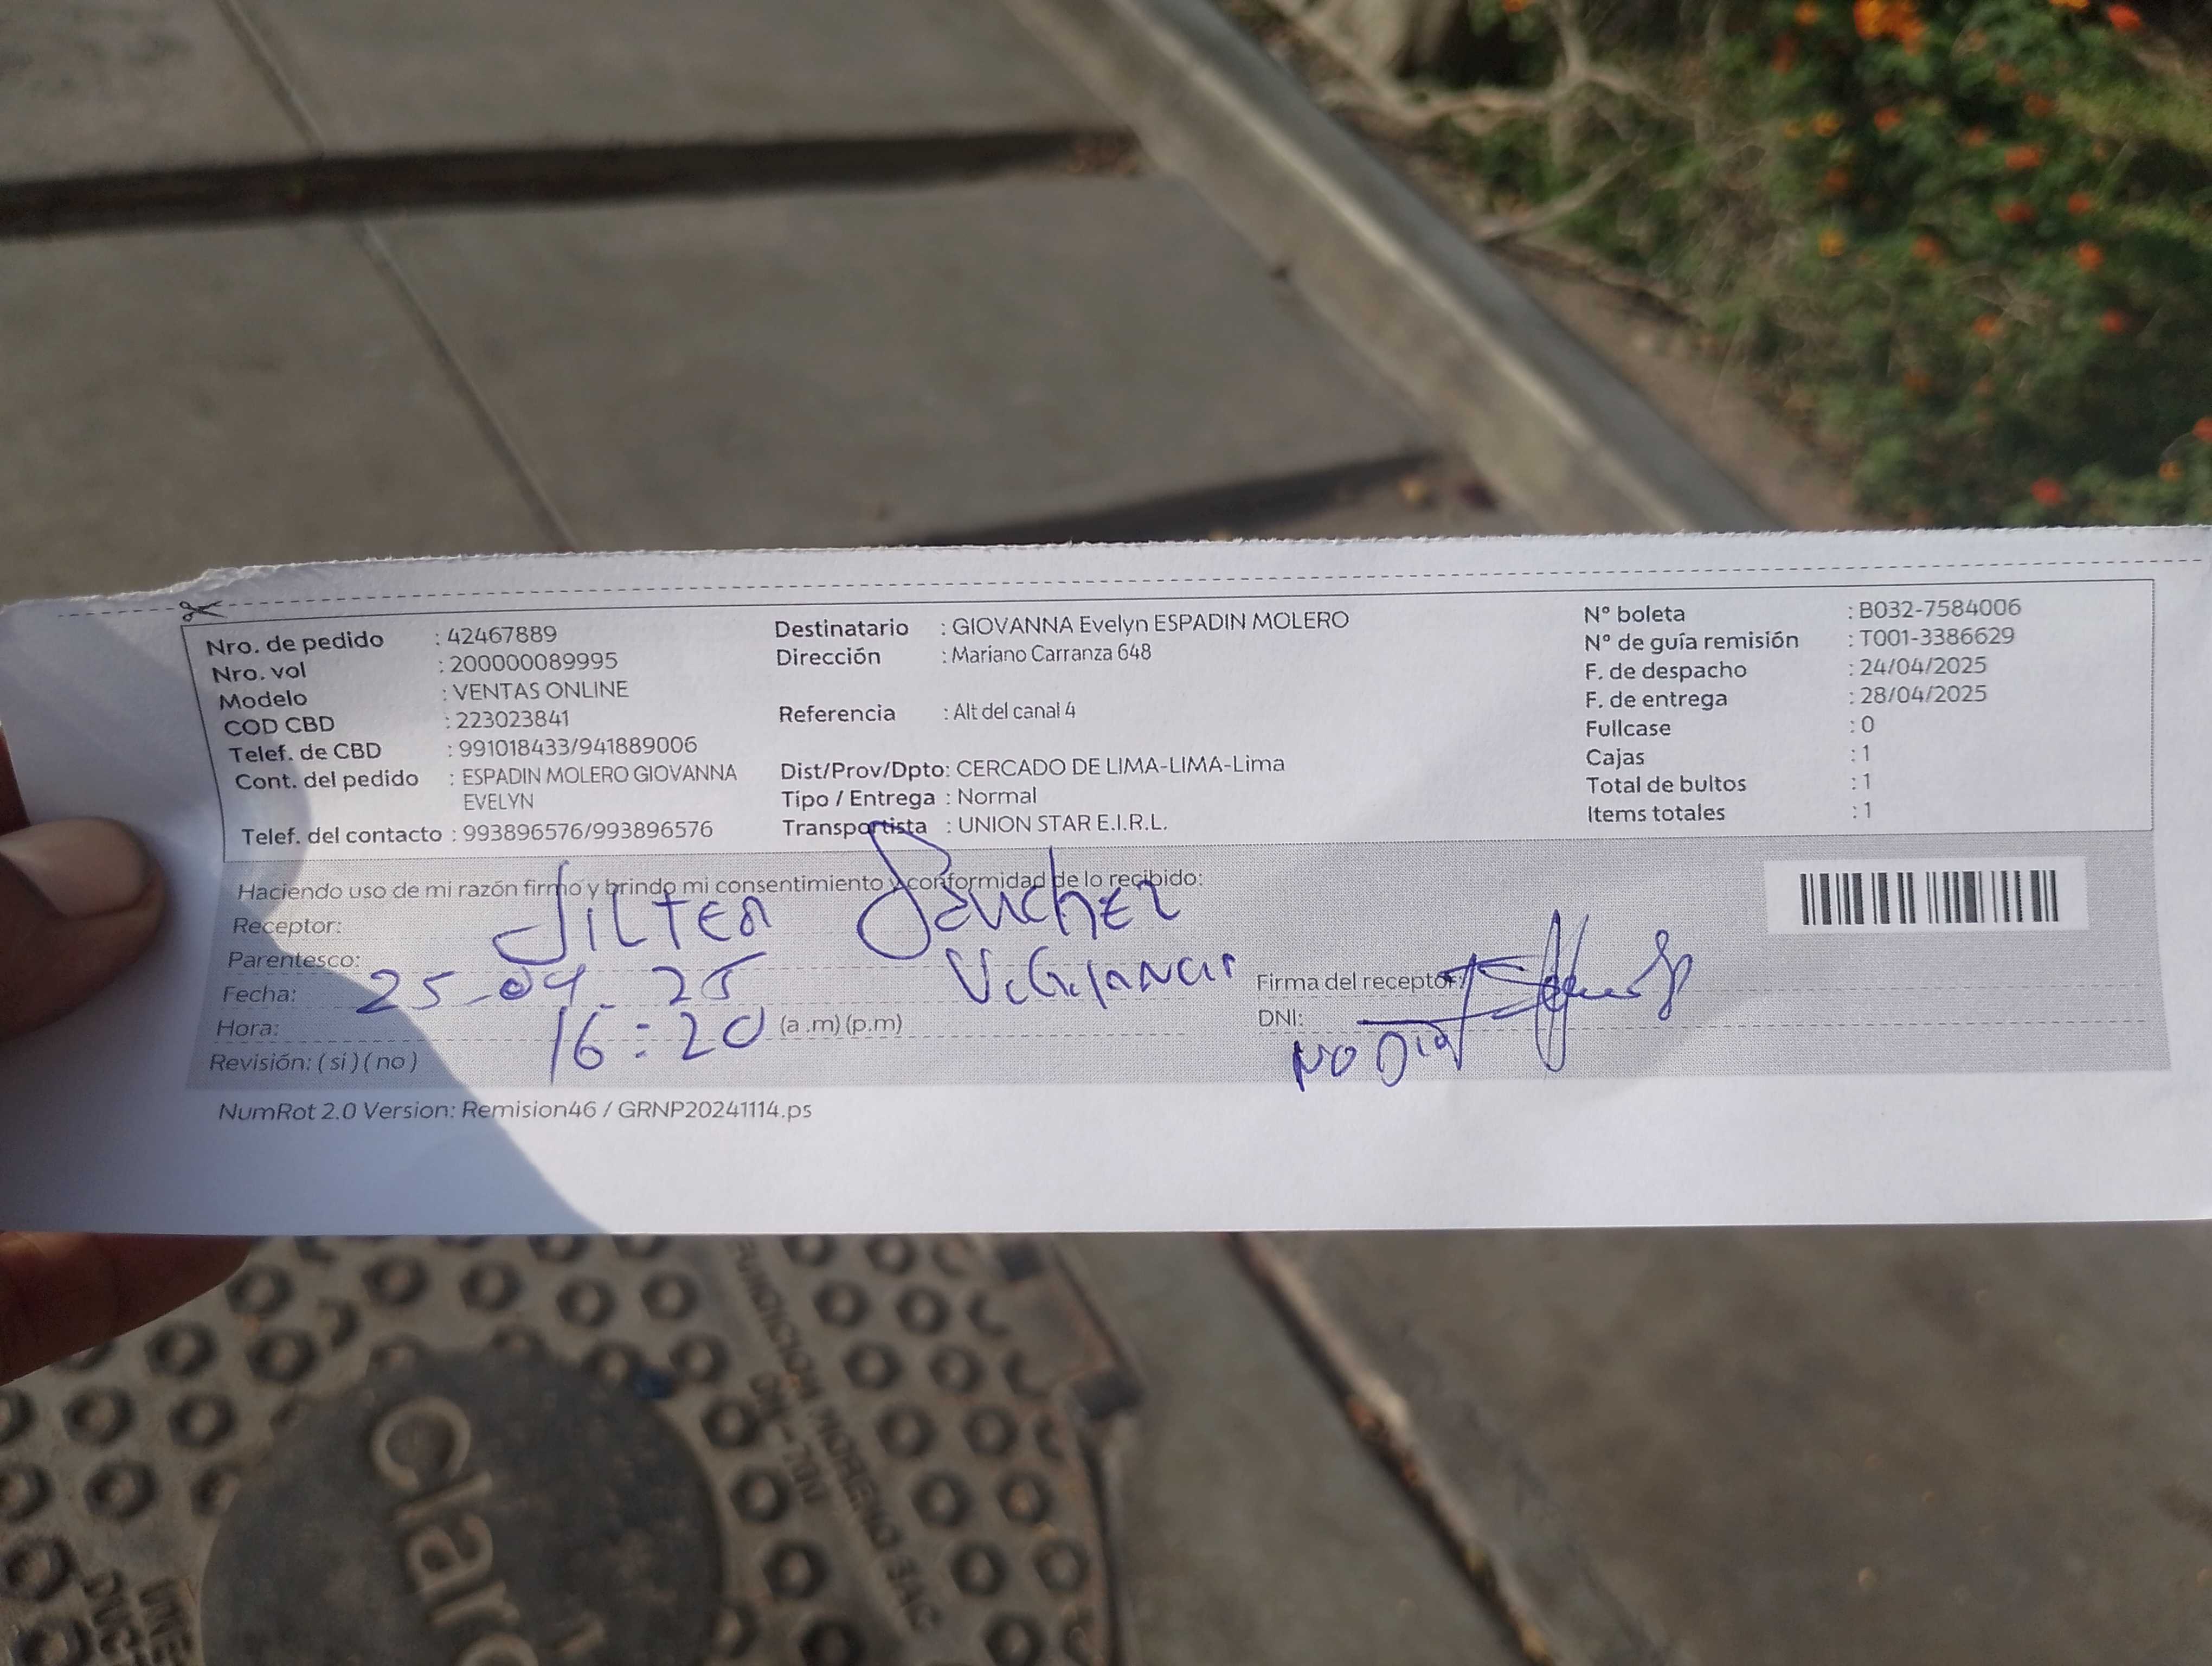 Nro. de pedido : 42467889
Nro. vol : 200000089995
Modelo : VENTAS ONLINE
COD CBD : 223023841
Telef. de CBD : 991018433/941889006
Cont. del pedido : ESPADIN MOLERO GIOVANNA
EVELYN
Telef. del contacto : 993896576/993896576
Destinatario : GIOVANNA Evelyn ESPADIN MOLERO
Dirección : Mariano Carranza 648
Referencia : Alt del canal 4
Dist/Prov/Dpto: CERCADO DE LIMA-LIMA-Lima
Tipo / Entrega : Normal
Transportista : UNION STAR E.I.R.L.
N° boleta : B032-7584006
N° de guía remisión : T001-3386629
F. de despacho : 24/04/2025
F. de entrega : 28/04/2025
Fullcase : 0
Cajas : 1
Total de bultos : 1
Items totales : 1
Haciendo uso de mi razón firmo y brindo mi consentimiento y conformidad de lo recibido:
Receptor: Sanchez
Parentesco:
Fecha: 25-04-25
Hora: 16:20 (a .m) (p.m)
Revisión: ( si ) ( no )
Firma del receptor:
DNI: NO
NumRot 2.0 Version: Remision46 / GRNP20241114.ps
FUNDICION MORENO SAC
Claro